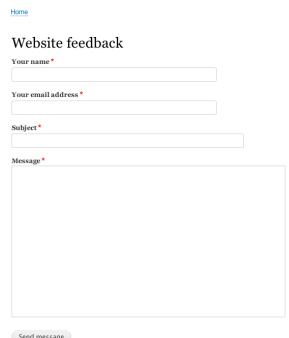 Home
Website feedback
Your name *
Your email address *
Subject *
Message *
Send message